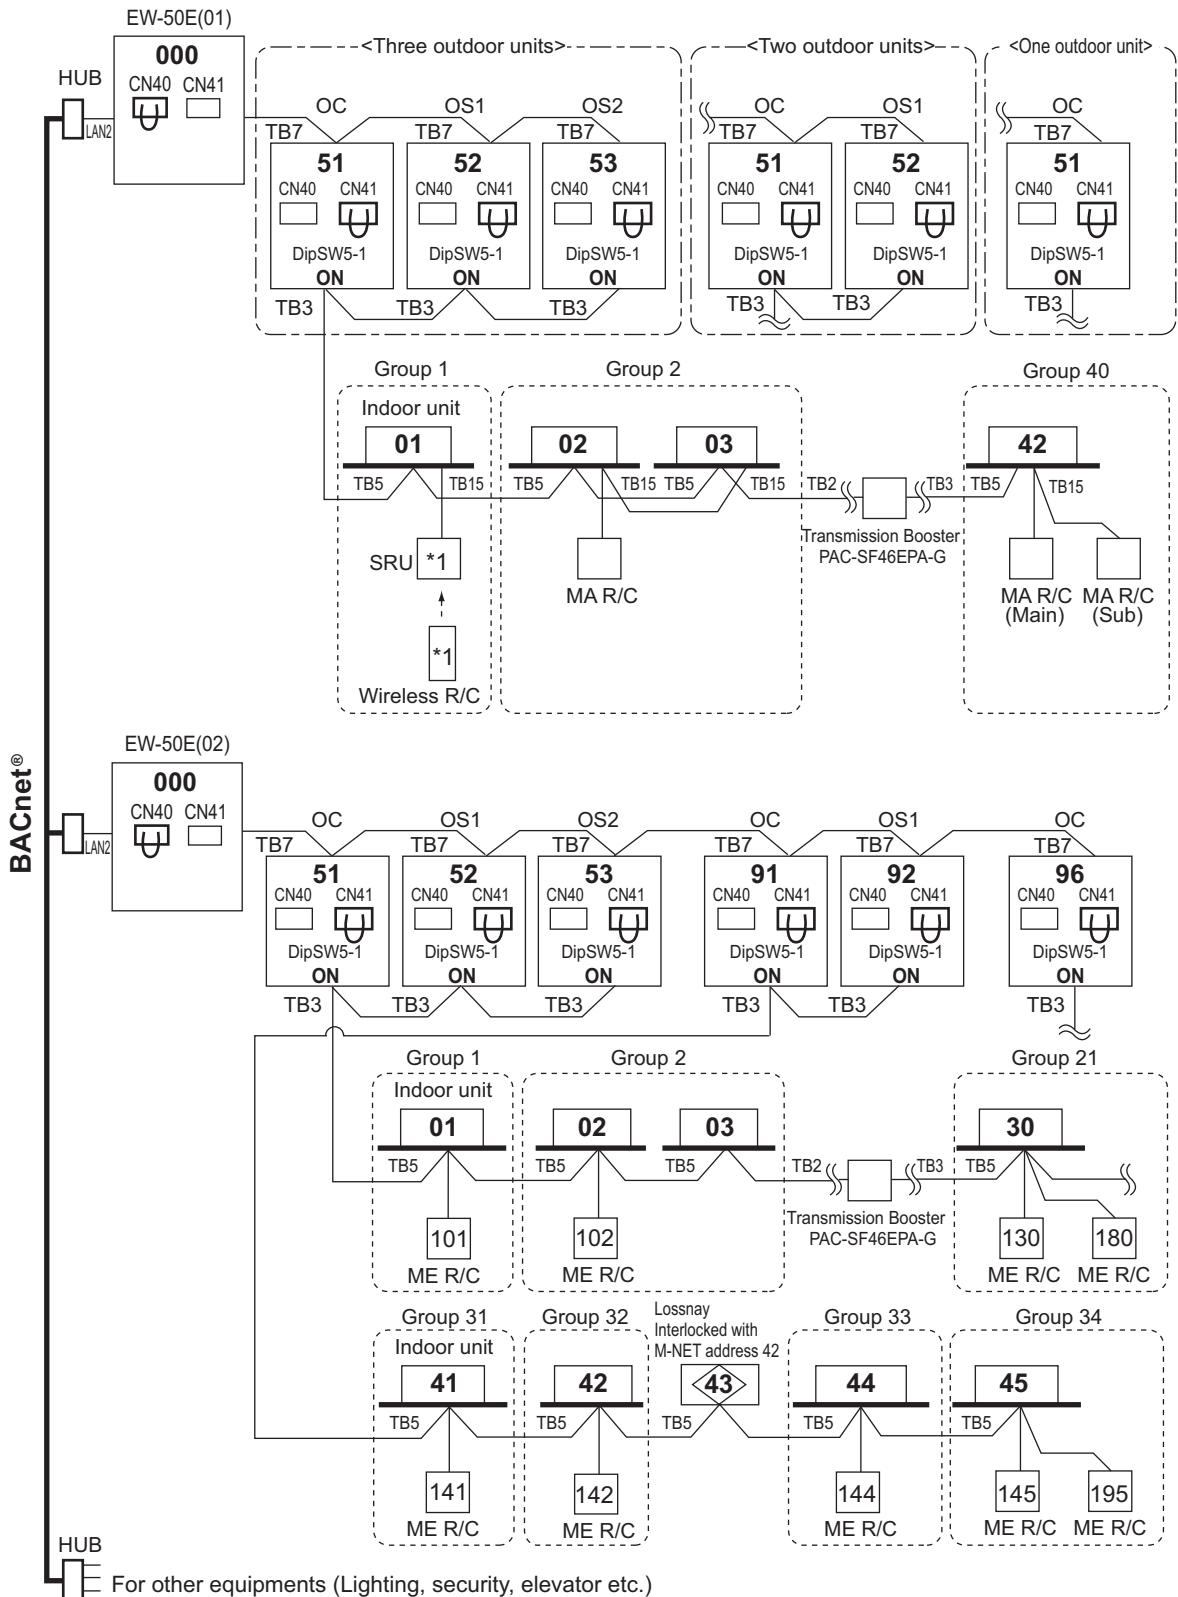 EW-50E(01)
000
CN40 CN41
HUB
LAN2
<Three outdoor units>
<Two outdoor units>
<One outdoor unit>
OC OS1 OS2 OC OS1 OC
TB7 TB7 TB7 TB7 TB7 TB7
51 52 53 51 52 51
CN40 CN41 CN40 CN41 CN40 CN41 CN40 CN41 CN40 CN41 CN40 CN41
DipSW5-1 DipSW5-1 DipSW5-1 DipSW5-1 DipSW5-1 DipSW5-1
ON ON ON ON ON ON
TB3 TB3 TB3 TB3 TB3 TB3
Group 1 Group 2 Group 40
Indoor unit
01 02 03 42
TB5 TB15 TB5 TB15 TB5 TB15 TB2 TB3 TB5 TB15
Transmission Booster
PAC-SF46EPA-G
SRU *1
MA R/C
MA R/C
(Main)
MA R/C
(Sub)
*1
Wireless R/C
BACnet®
EW-50E(02)
000
CN40 CN41
LAN2
OC OS1 OS2 OC OS1 OC
TB7 TB7 TB7 TB7 TB7 TB7
51 52 53 91 92 96
CN40 CN41 CN40 CN41 CN40 CN41 CN40 CN41 CN40 CN41 CN40 CN41
DipSW5-1 DipSW5-1 DipSW5-1 DipSW5-1 DipSW5-1 DipSW5-1
ON ON ON ON ON ON
TB3 TB3 TB3 TB3 TB3 TB3
Group 1 Group 2 Group 21
Indoor unit
01 02 03 30
TB5 TB5 TB5 TB2 TB3 TB5
Transmission Booster
PAC-SF46EPA-G
101 102 130 180
ME R/C ME R/C ME R/C ME R/C
Group 31 Group 32
Lossnay
Interlocked with
M-NET address 42
Group 33 Group 34
Indoor unit
41 42 43 44 45
TB5 TB5 TB5 TB5 TB5
141 142 144 145 195
ME R/C ME R/C ME R/C ME R/C ME R/C
HUB
For other equipments (Lighting, security, elevator etc.)